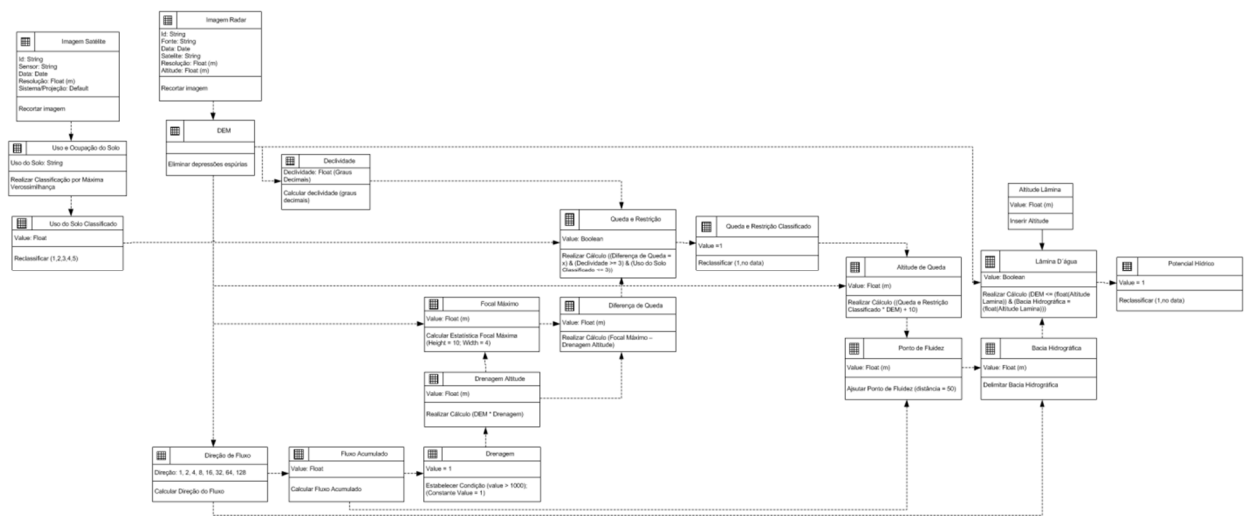 Imagem Satélite
Id: String
Sensor: String
Data: Date
Resolução: Float (m)
Sistema/Projeção: Default
Recortar imagem
Imagem Radar
Id: String
Fonte: String
Data: Date
Satelite: String
Resolução: Float (m)
Altitude: Float (m)
Recortar imagem
Uso e Ocupação do Solo
Uso do Solo: String
Realizar Classificação por Máxima
Verossimilhança
DEM
Eliminar depressões espúrias
Declividade
Declividade: Float (Graus
Decimais)
Calcular declividade (graus
decimais)
Uso do Solo Classificado
Value: Float
Reclassificar (1,2,3,4,5)
Queda e Restrição
Value: Boolean
Realizar Cálculo ((Diferença de Queda =
x) & (Declividade >= 3) & (Uso do Solo
Classificado == 3))
Queda e Restrição Classificado
Value =1
Reclassificar (1,no data)
Altitude Lâmina
Value: Float (m)
Inserir Altitude
Altitude de Queda
Value: Float (m)
Realizar Cálculo ((Queda e Restrição
Classificado * DEM) + 10)
Lâmina D´água
Value: Boolean
Realizar Cálculo (DEM <= (float(Altitude
Lamina)) & (Bacia Hidrográfica =
(float(Altitude Lamina)))
Potencial Hídrico
Value = 1
Reclassificar (1,no data)
Focal Máximo
Value: Float (m)
Calcular Estatística Focal Máxima
(Height = 10; Width = 4)
Diferença de Queda
Value: Float (m)
Realizar Cálculo (Focal Máximo –
Drenagem Altitude)
Ponto de Fluidez
Value: Float (m)
Ajustar Ponto de Fluidez (distância = 50)
Bacia Hidrográfica
Value: Float (m)
Delimitar Bacia Hidrográfica
Drenagem Altitude
Value: Float (m)
Realizar Cálculo (DEM * Drenagem)
Direção de Fluxo
Direção: 1, 2, 4, 8, 16, 32, 64, 128
Calcular Direção do Fluxo
Fluxo Acumulado
Value: Float
Calcular Fluxo Acumulado
Drenagem
Value = 1
Estabelecer Condição (value > 1000);
(Constante Value = 1)